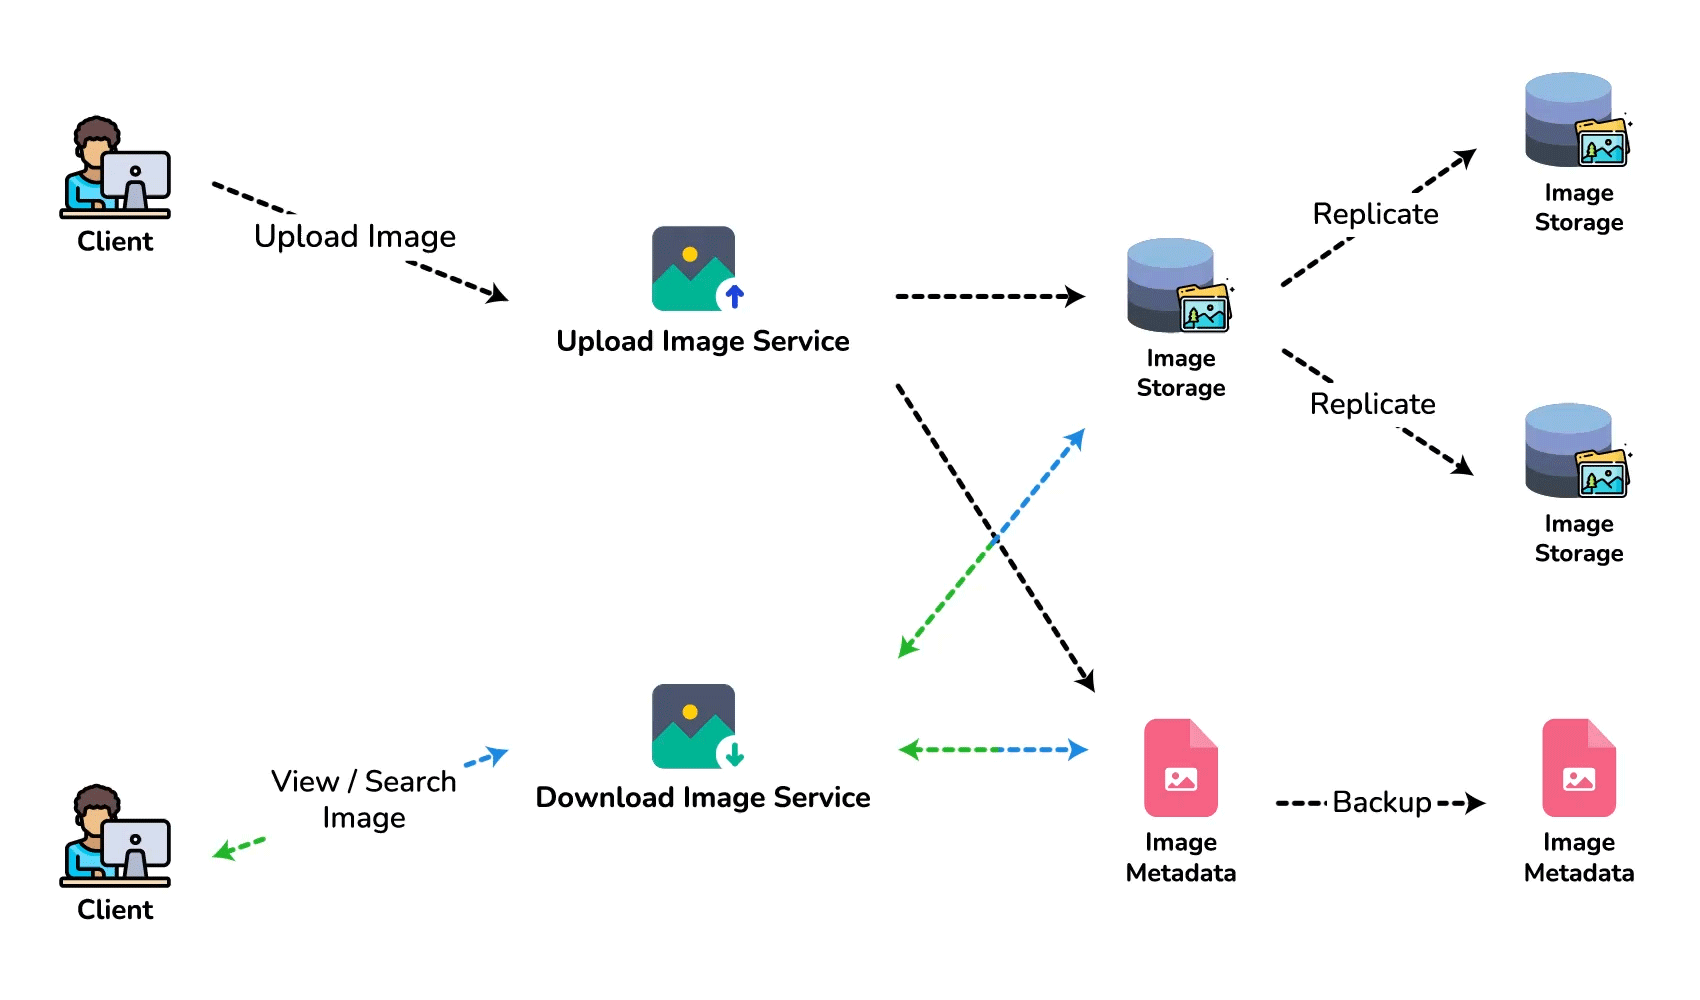 Client
Upload Image
Upload Image Service
Image
Storage
Replicate
Image
Storage
Replicate
Image
Storage
Client
View / Search
Image
Download Image Service
Image
Metadata
Backup
Image
Metadata